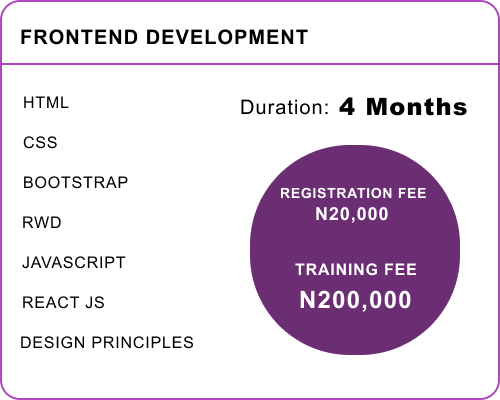 FRONTEND DEVELOPMENT
HTML
CSS
BOOTSTRAP
RWD
JAVASCRIPT
REACT JS
DESIGN PRINCIPLES
Duration: 4 Months
REGISTRATION FEE
N20,000
TRAINING FEE
N200,000